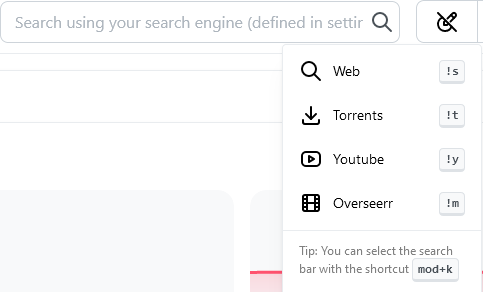 Search using your search engine (defined in settir
Web !s
Torrents !t
Youtube !y
Overseerr !m
Tip: You can select the search
bar with the shortcut mod+k